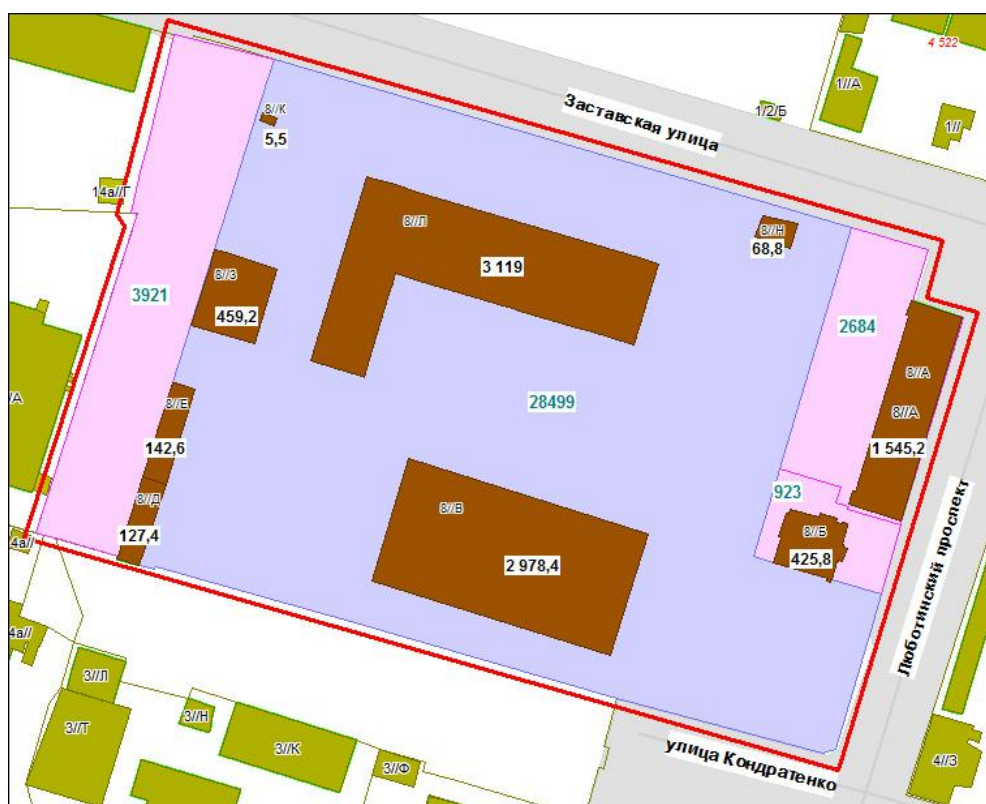 4 522
1//А
1/2/Б
1//
Заставская улица
8//К
5,5
14а//Г
8//Л
8//Н
68,8
3 119
8//З
3921
459,2
2684
8//А
/А
8//Е
28499
8//А
142,6
1 545,2
923
8//Д
8//В
127,4
8//Б
4а//
2 978,4
425,8
Люботинский проспект
4а//
3//Л
3//Н
3//Т
3//К
улица Кондратенко
3//Ф
4//З